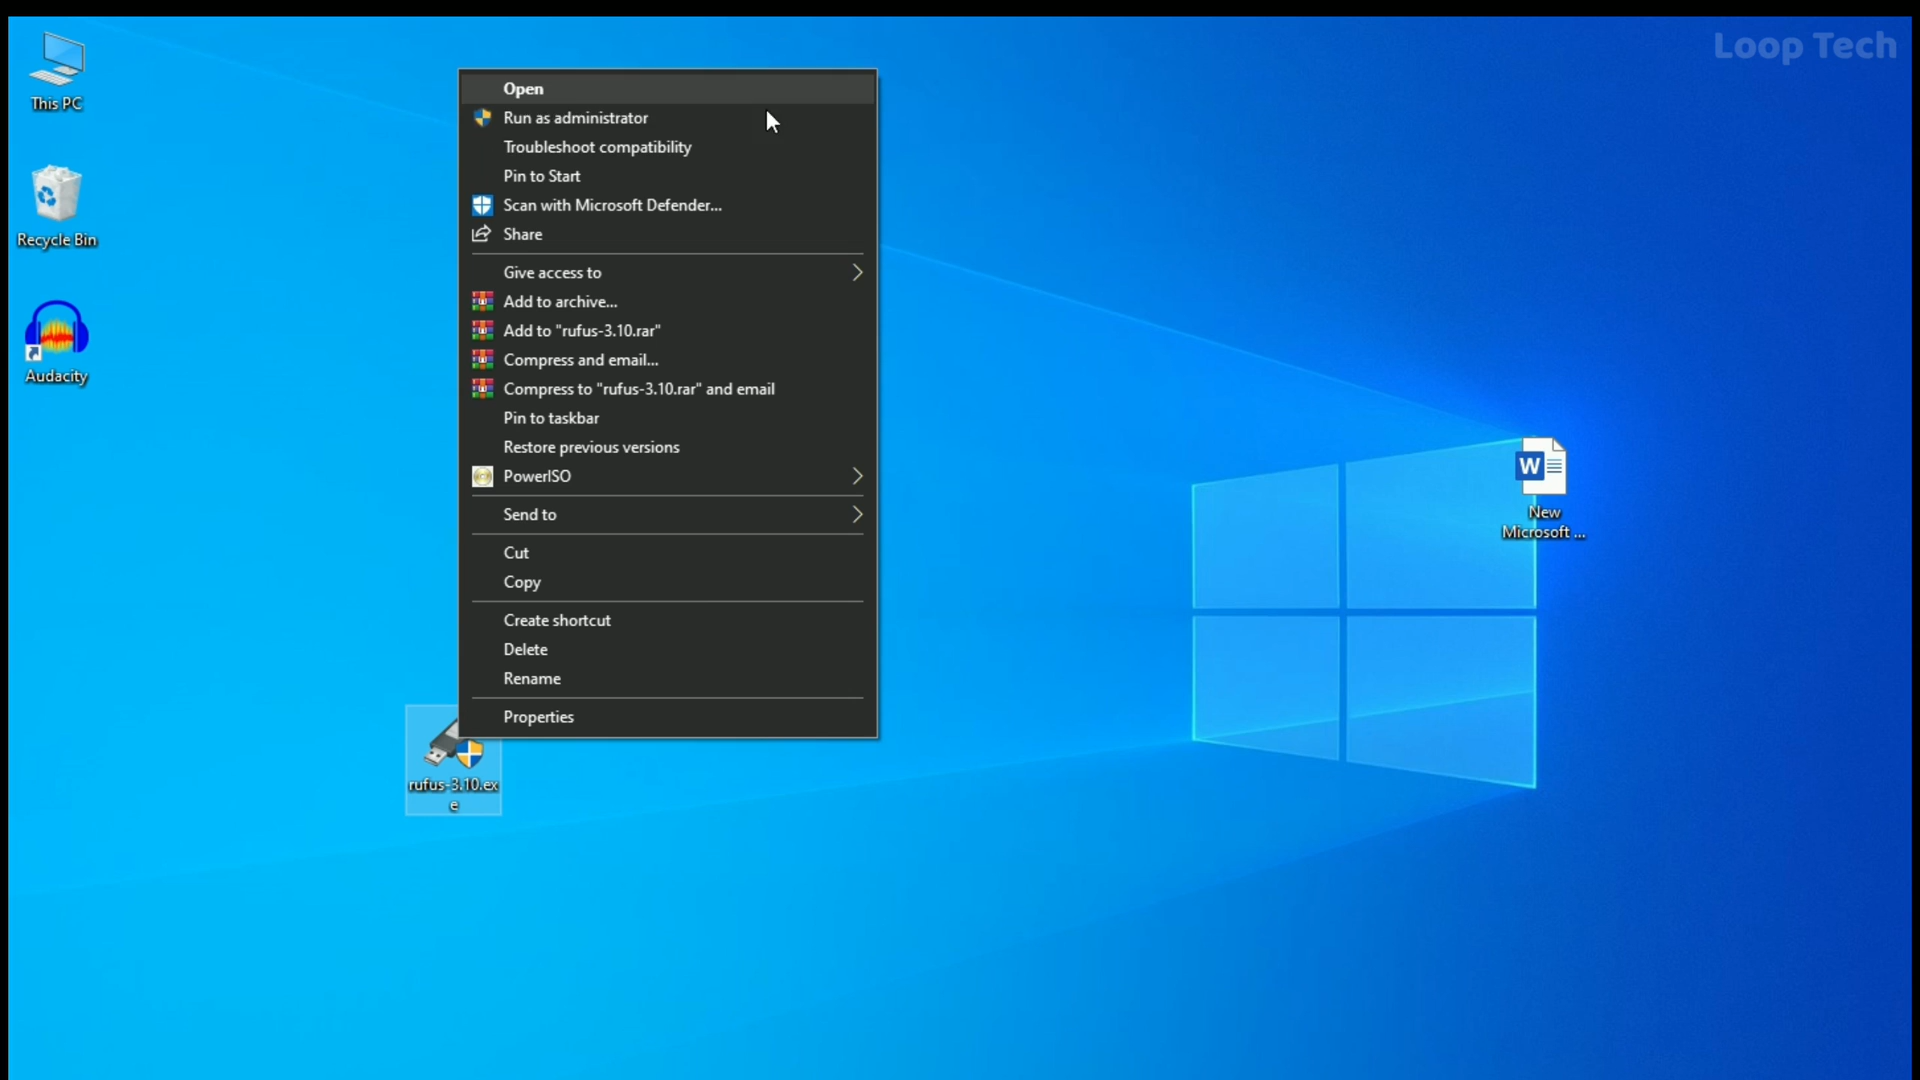 Loop Tech
This PC
Recycle Bin
Audacity
Open
Run as administrator
Troubleshoot compatibility
Pin to Start
Scan with Microsoft Defender...
Share
Give access to
Add to archive...
Add to "rufus-3.10.rar"
Compress and email...
Compress to "rufus-3.10.rar" and email
Pin to taskbar
Restore previous versions
PowerISO
Send to
Cut
Copy
Create shortcut
Delete
Rename
Properties
rufus-3.10.ex
e
W
New
Microsoft ...